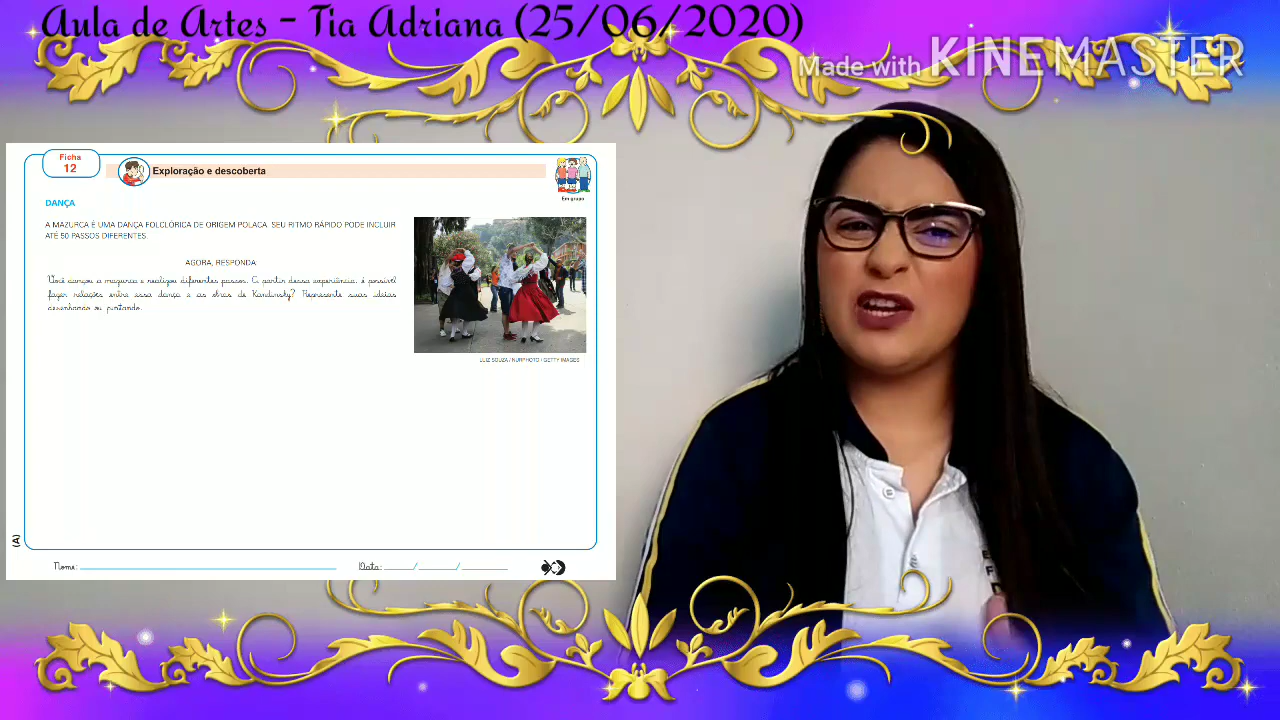 Aula de Artes - Tia Adriana (25/06/2020)
Made with KINEMASTER
Ficha
12
Exploração e descoberta
Em grupo
DANÇA
A MAZURCA É UMA DANÇA FOLCLÓRICA DE ORIGEM POLACA. SEU RITMO RÁPIDO PODE INCLUIR
ATÉ 50 PASSOS DIFERENTES.
AGORA, RESPONDA:
Você dançou a mazurca e realizou diferentes passos. A partir dessa experiência, é possível
fazer relações entre essa dança e as obras de Kandinsky? Represente suas ideias
desenhando ou pintando.
LUIZ SOUZA / NURPHOTO / GETTY IMAGES
(A)
Nome: Data: / /